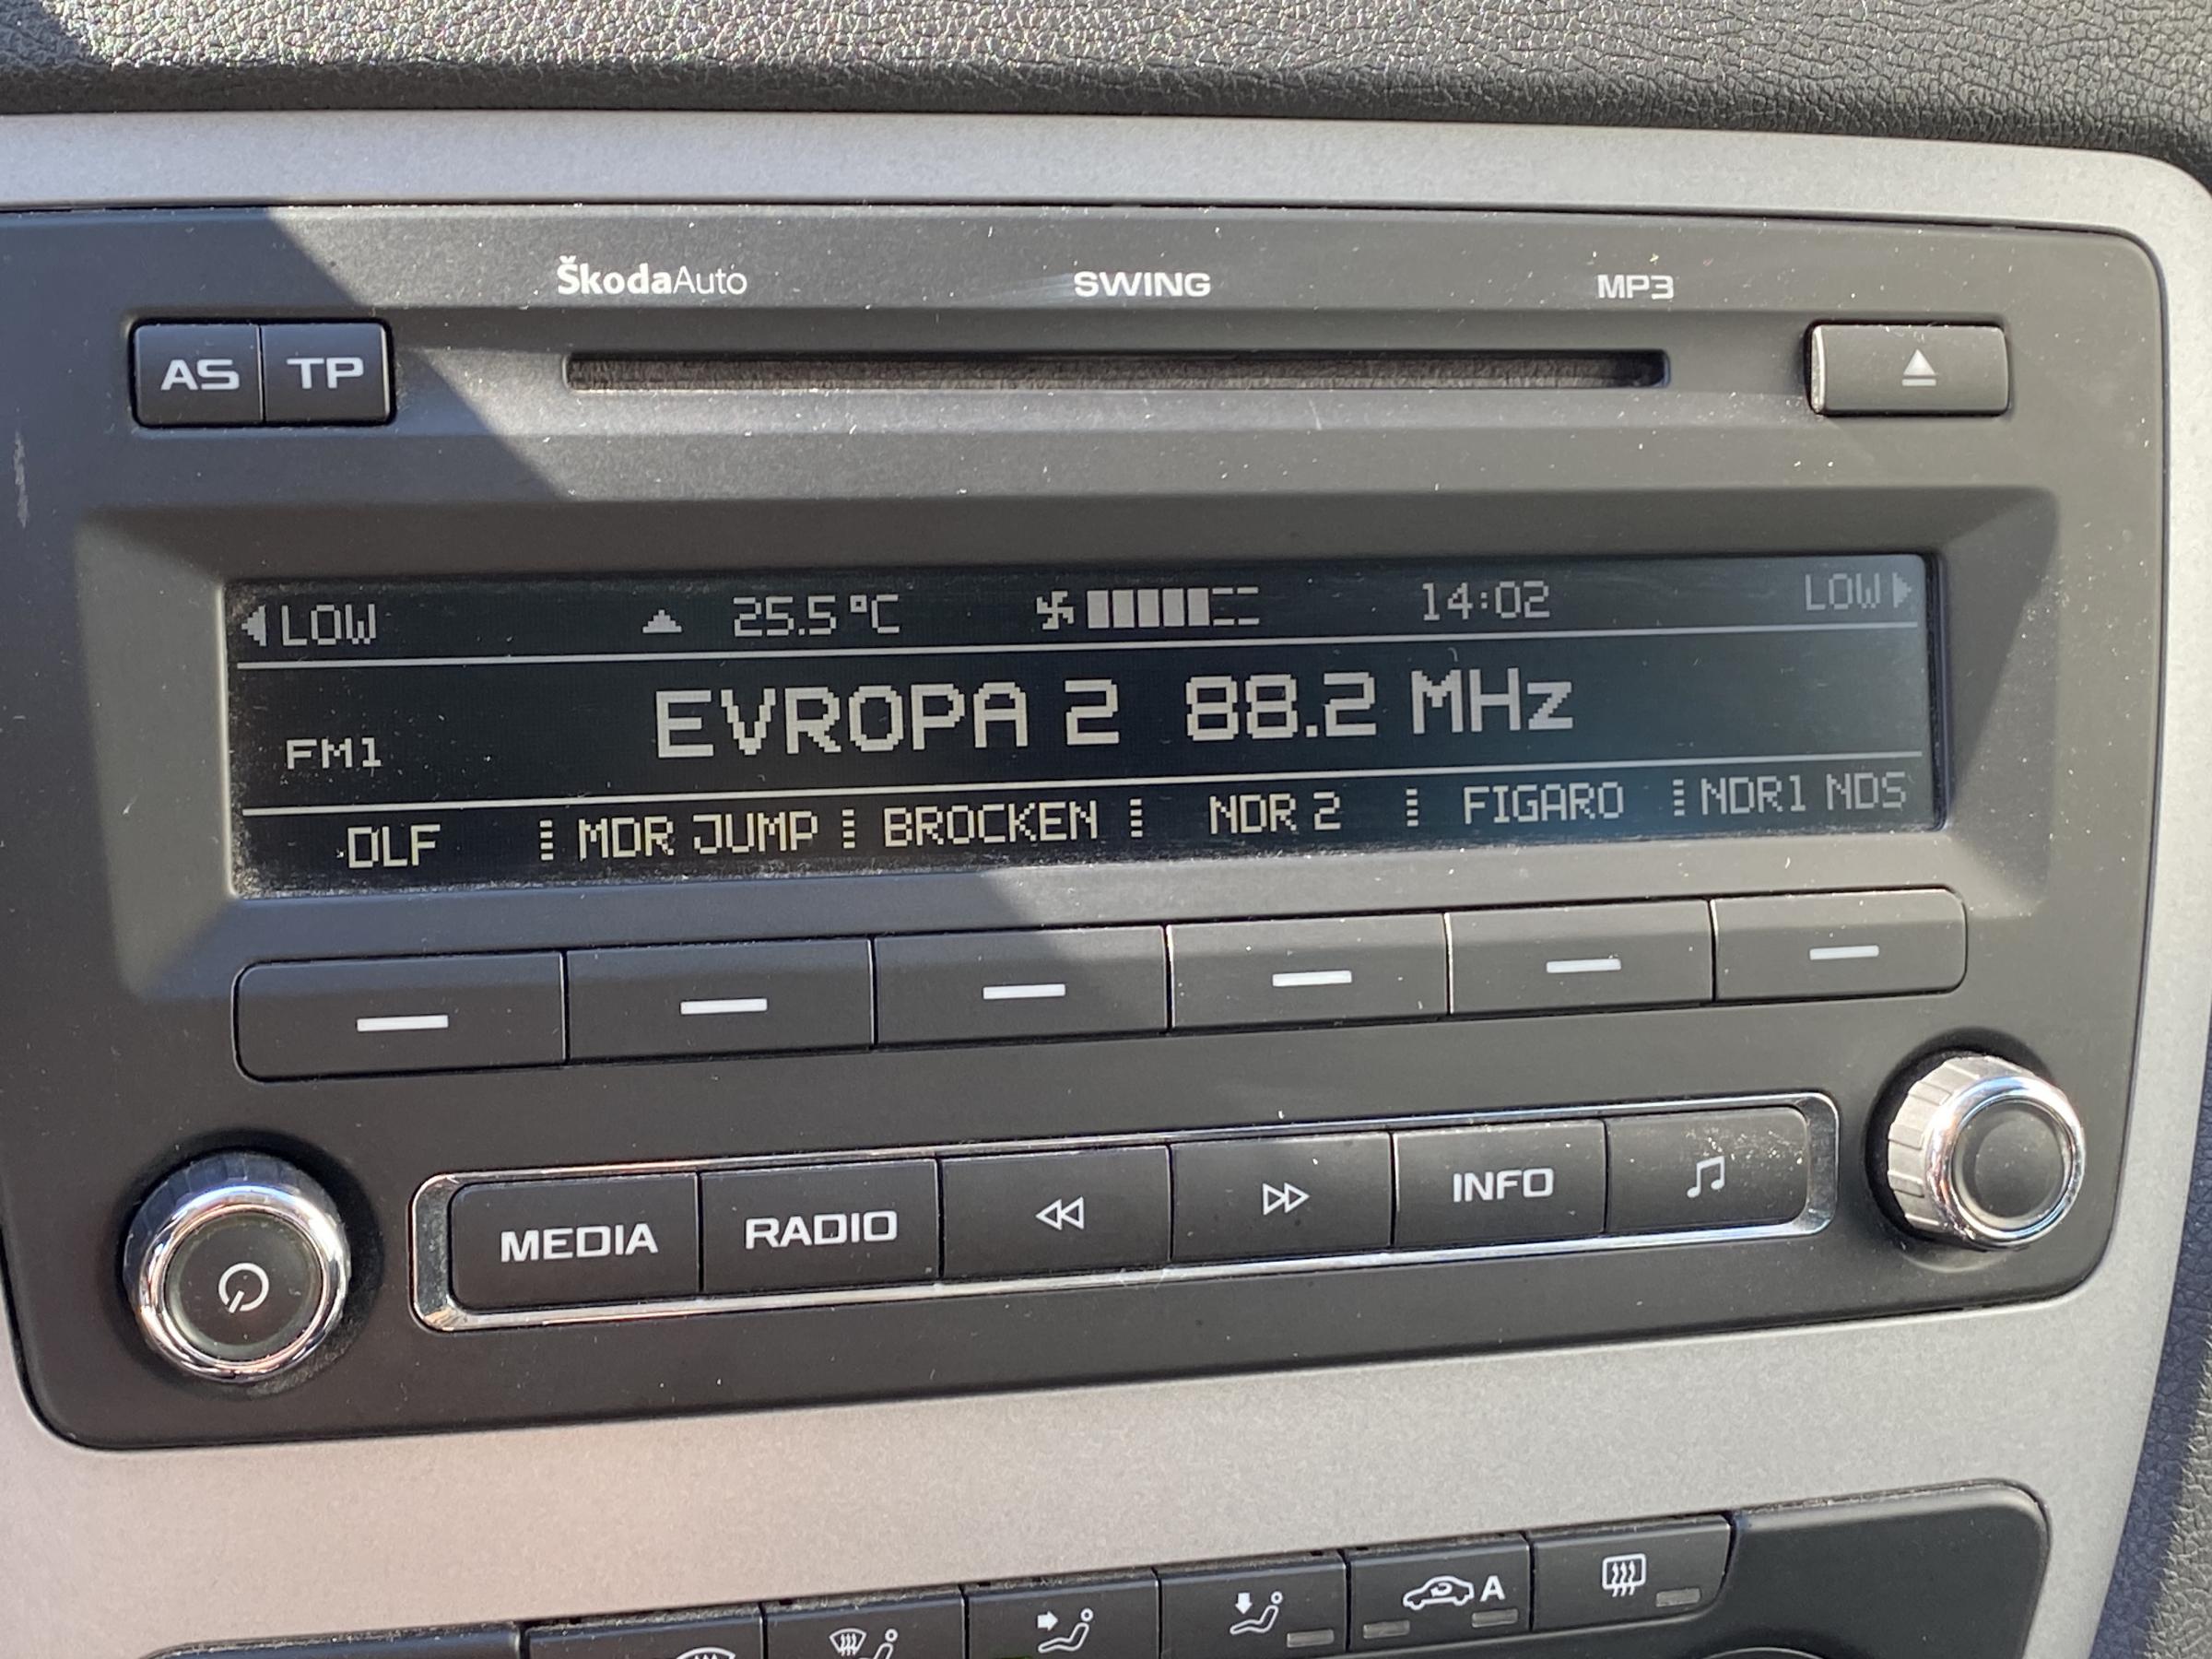 ŠkodaAuto SWING MP3
AS TP
LOW 25.5°C 14:02 LOW
FM1 EVROPA 2 88.2 MHz
DLF MDR JUMP BROCKEN NDR 2 FIGARO NDR1 NDS
MEDIA RADIO INFO
A